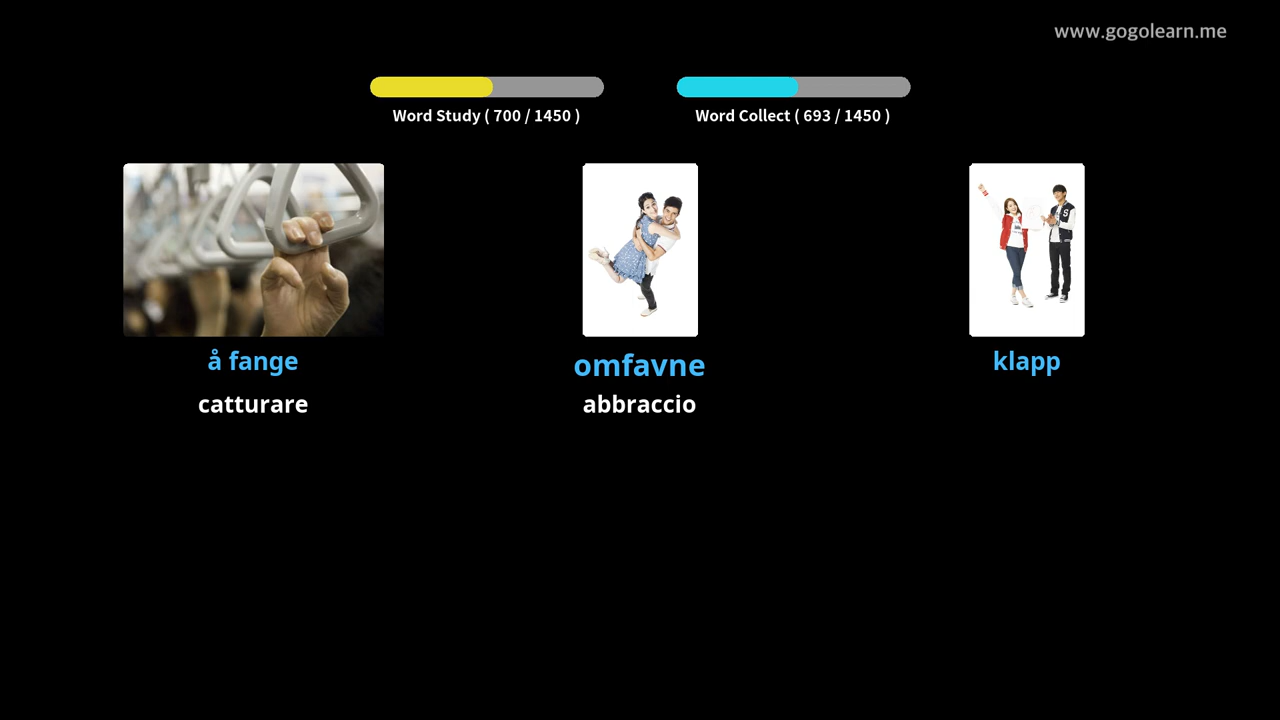 www.gogolearn.me
Word Study ( 700 / 1450 )
Word Collect ( 693 / 1450 )
å fange
omfavne
klapp
catturare
abbraccio